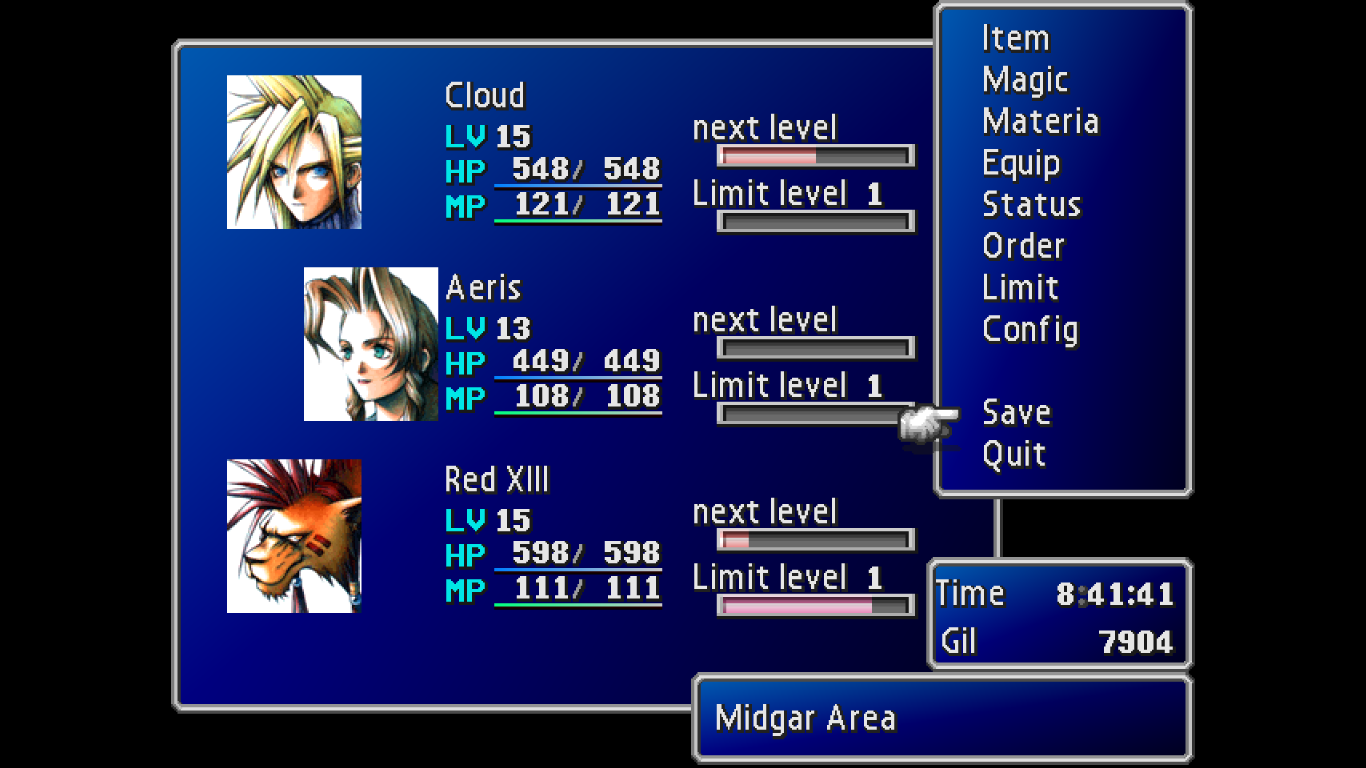 Cloud
LV 15
HP 548/ 548
MP 121/ 121
next level
Limit level 1
Aeris
LV 13
HP 449/ 449
MP 108/ 108
next level
Limit level 1
Red XIII
LV 15
HP 598/ 598
MP 111/ 111
next level
Limit level 1
Item
Magic
Materia
Equip
Status
Order
Limit
Config
Save
Quit
Time 8:41:41
Gil 7904
Midgar Area